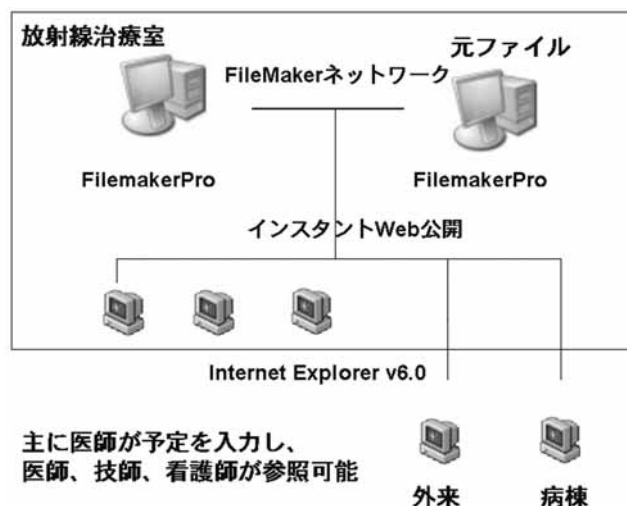 放射線治療室
元ファイル
FileMakerネットワーク
FilemakerPro
FilemakerPro
インスタントWeb公開
Internet Explorer v6.0
主に医師が予定を入力し、
医師、技師、看護師が参照可能
外来
病棟